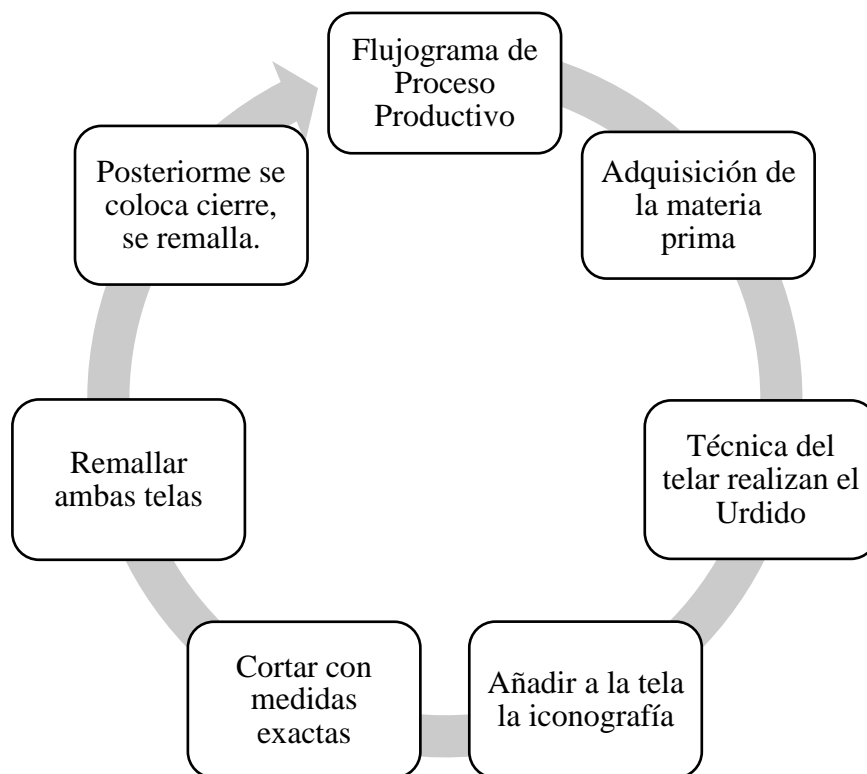 Flujograma de
Proceso
Productivo
Adquisición de
la materia
prima
Técnica del
telar realizan el
Urdido
Añadir a la tela
la iconografía
Cortar con
medidas
exactas
Remallar
ambas telas
Posteriorme se
coloca cierre,
se remalla.